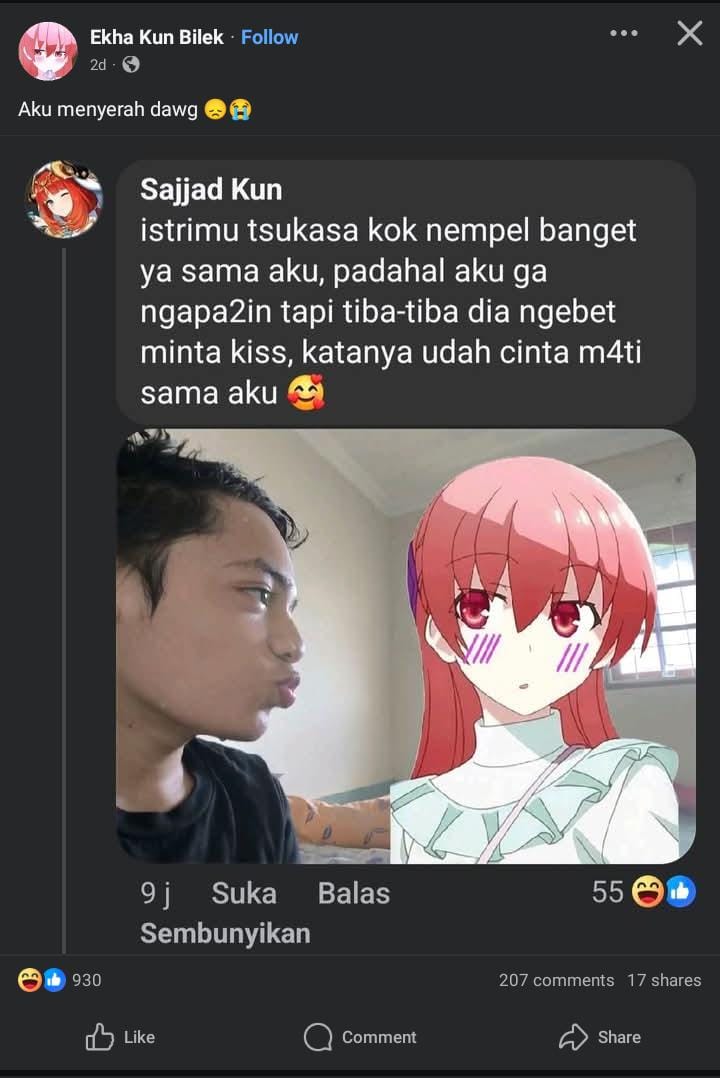 Ekha Kun Bilek · Follow
2d ·
Aku menyerah dawg 😞😭
Sajjad Kun
istrimu tsukasa kok nempel banget
ya sama aku, padahal aku ga
ngapa2in tapi tiba-tiba dia ngebet
minta kiss, katanya udah cinta m4ti
sama aku 🥰
9 j Suka Balas 55
Sembunyikan
930 207 comments 17 shares
Like Comment Share